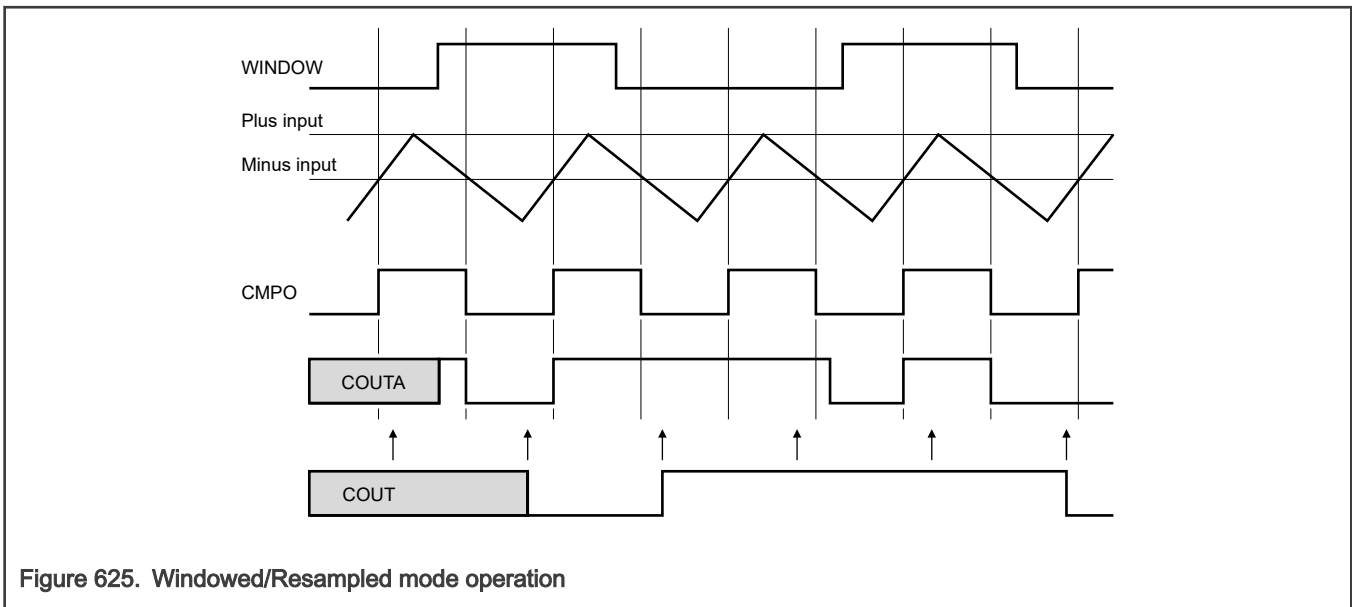 WINDOW
Plus input
Minus input
CMPO
COUTA
COUT
Figure 625. Windowed/Resampled mode operation